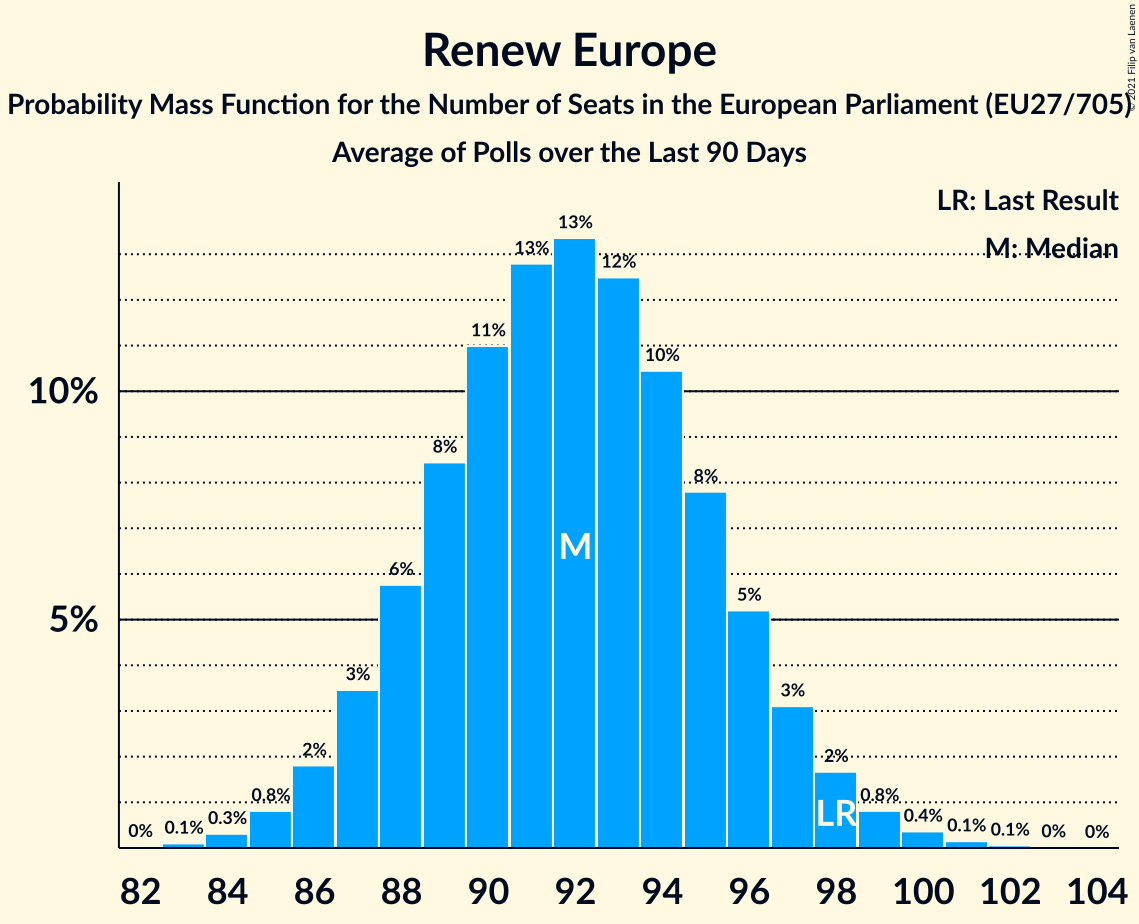 Renew Europe
Probability Mass Function for the Number of Seats in the European Parliament (EU27/705)
Average of Polls over the Last 90 Days
© 2021 Filip van Laenen
LR: Last Result
M: Median
10%
5%
0%
0.1%
0.3%
0.8%
2%
3%
6%
8%
11%
13%
13%
12%
10%
8%
5%
3%
2%
0.8%
0.4%
0.1%
0.1%
0%
0%
M
LR
82 84 86 88 90 92 94 96 98 100 102 104